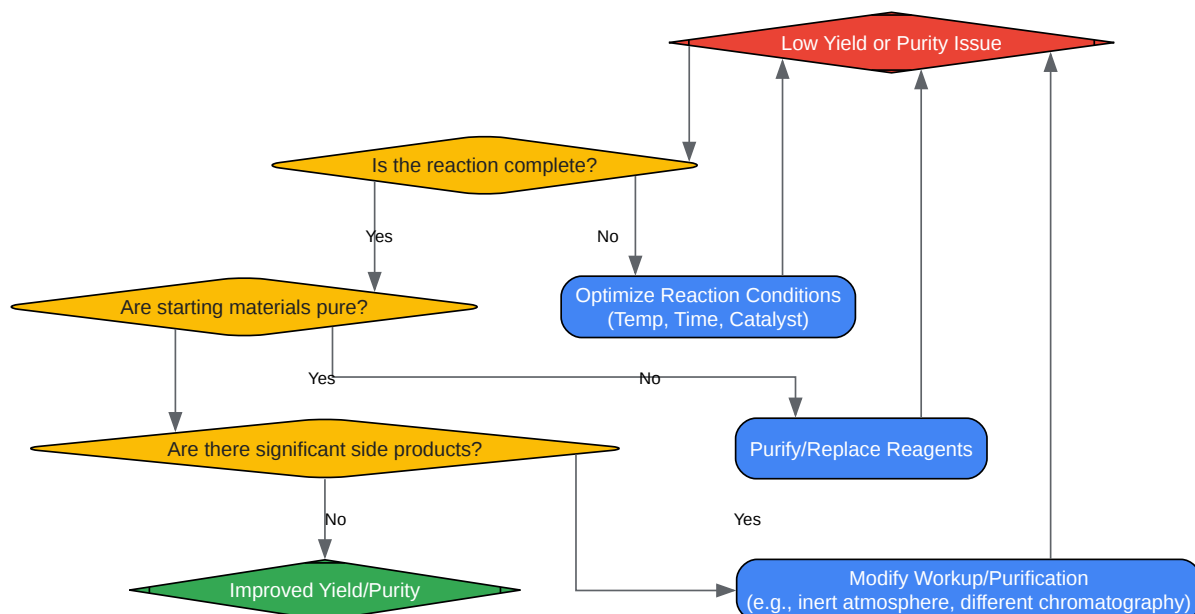 Low Yield or Purity Issue
Is the reaction complete?
Yes
No
Optimize Reaction Conditions
(Temp, Time, Catalyst)
Are starting materials pure?
Yes
No
Purify/Replace Reagents
Are there significant side products?
No
Yes
Improved Yield/Purity
Modify Workup/Purification
(e.g., inert atmosphere, different chromatography)